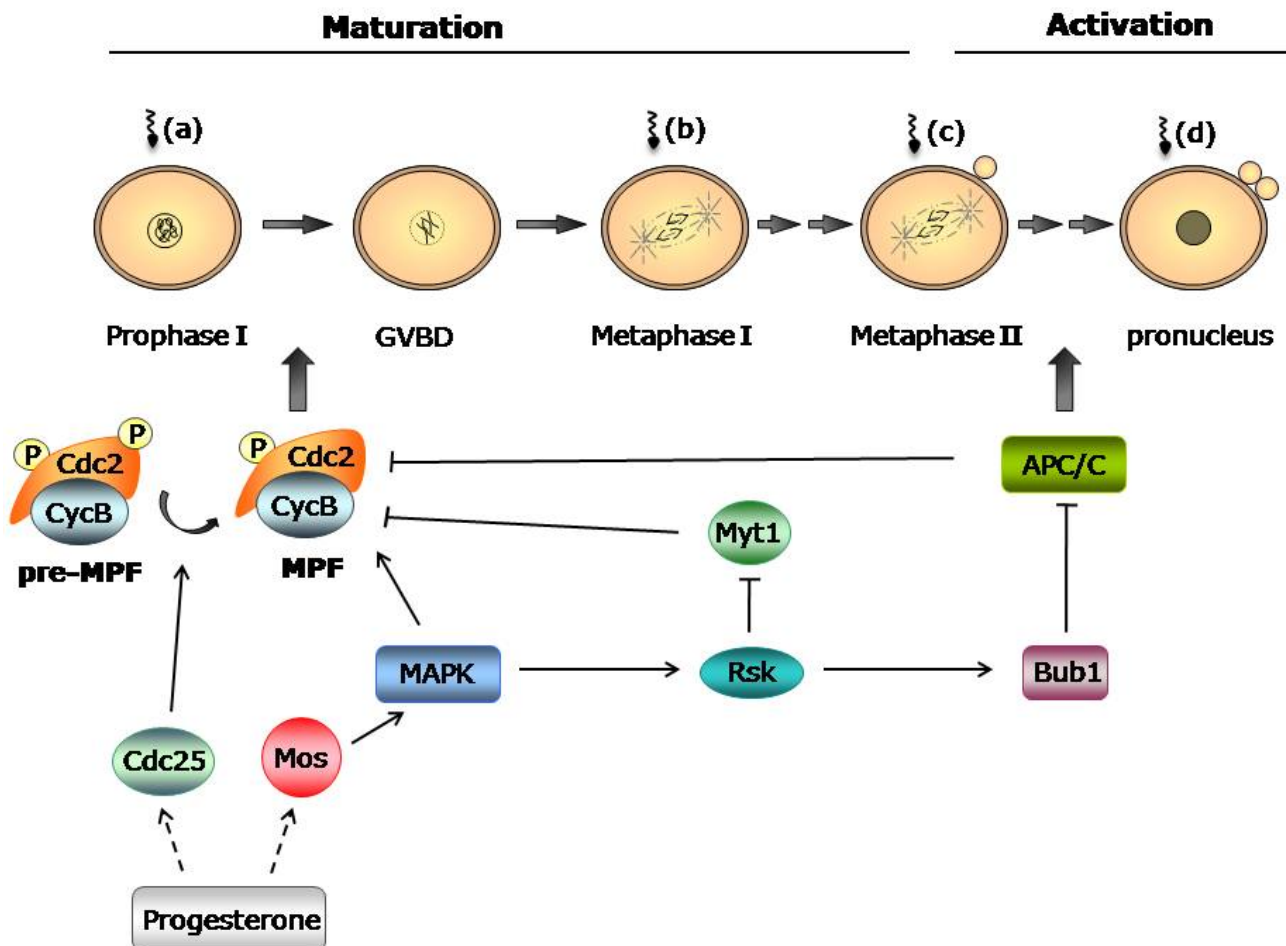 Maturation
Activation
(a)
(b)
(c)
(d)
Prophase I
GVBD
Metaphase I
Metaphase II
pronucleus
P
P
Cdc2
CycB
pre-MPF
P
Cdc2
CycB
MPF
APC/C
Myt1
MAPK
Rsk
Bub1
Cdc25
Mos
Progesterone